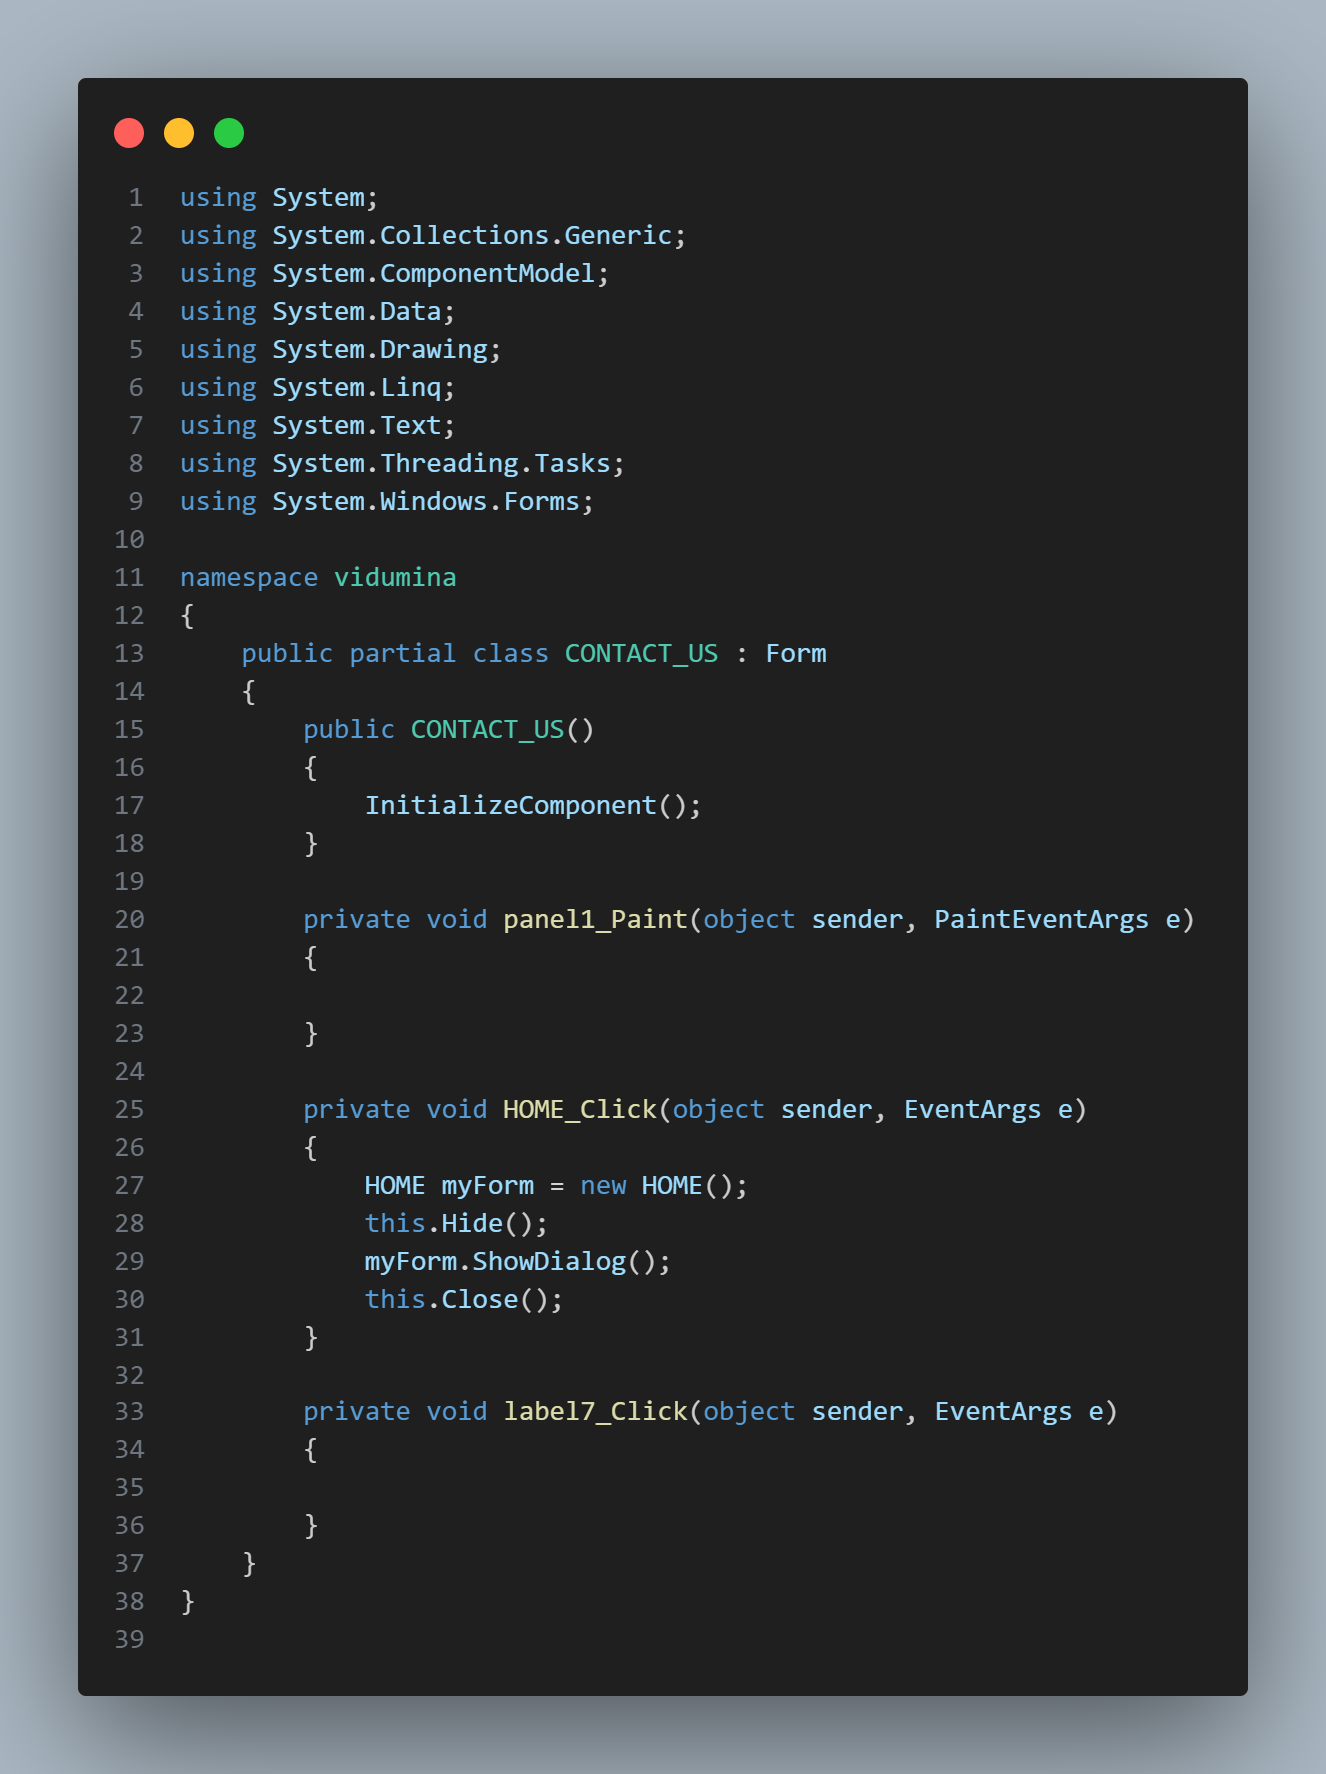 1 using System;
2 using System.Collections.Generic;
3 using System.ComponentModel;
4 using System.Data;
5 using System.Drawing;
6 using System.Linq;
7 using System.Text;
8 using System.Threading.Tasks;
9 using System.Windows.Forms;
10
11 namespace vidumina
12 {
13     public partial class CONTACT_US : Form
14     {
15         public CONTACT_US()
16         {
17             InitializeComponent();
18         }
19
20         private void panel1_Paint(object sender, PaintEventArgs e)
21         {
22
23         }
24
25         private void HOME_Click(object sender, EventArgs e)
26         {
27             HOME myForm = new HOME();
28             this.Hide();
29             myForm.ShowDialog();
30             this.Close();
31         }
32
33         private void label7_Click(object sender, EventArgs e)
34         {
35
36         }
37     }
38 }
39